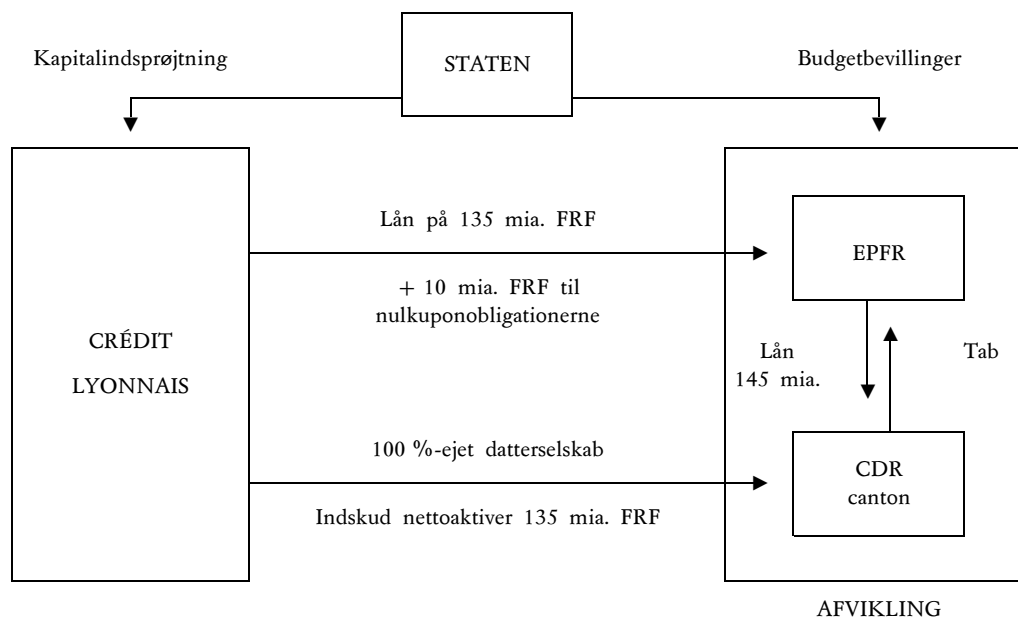 Kapitalindsprøjtning
STATEN
Budgetbevillinger
Lån på 135 mia. FRF
+ 10 mia. FRF til
nulkuponobligationerne
CRÉDIT
LYONNAIS
EPFR
Lån
145 mia.
Tab
100 %-ejet datterselskab
Indskud nettoaktiver 135 mia. FRF
CDR
canton
AFVIKLING